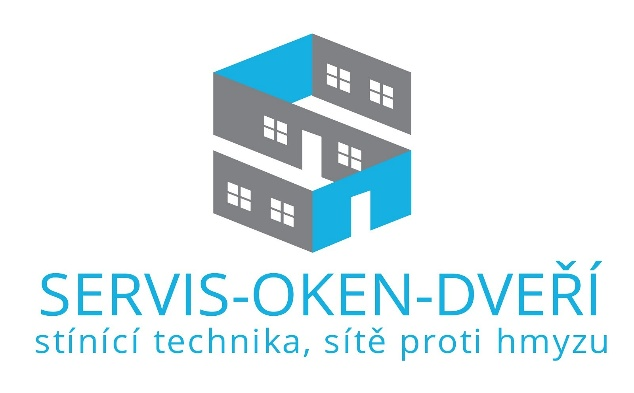 SERVIS-OKEN-DVEŘÍ
stínící technika, sítě proti hmyzu